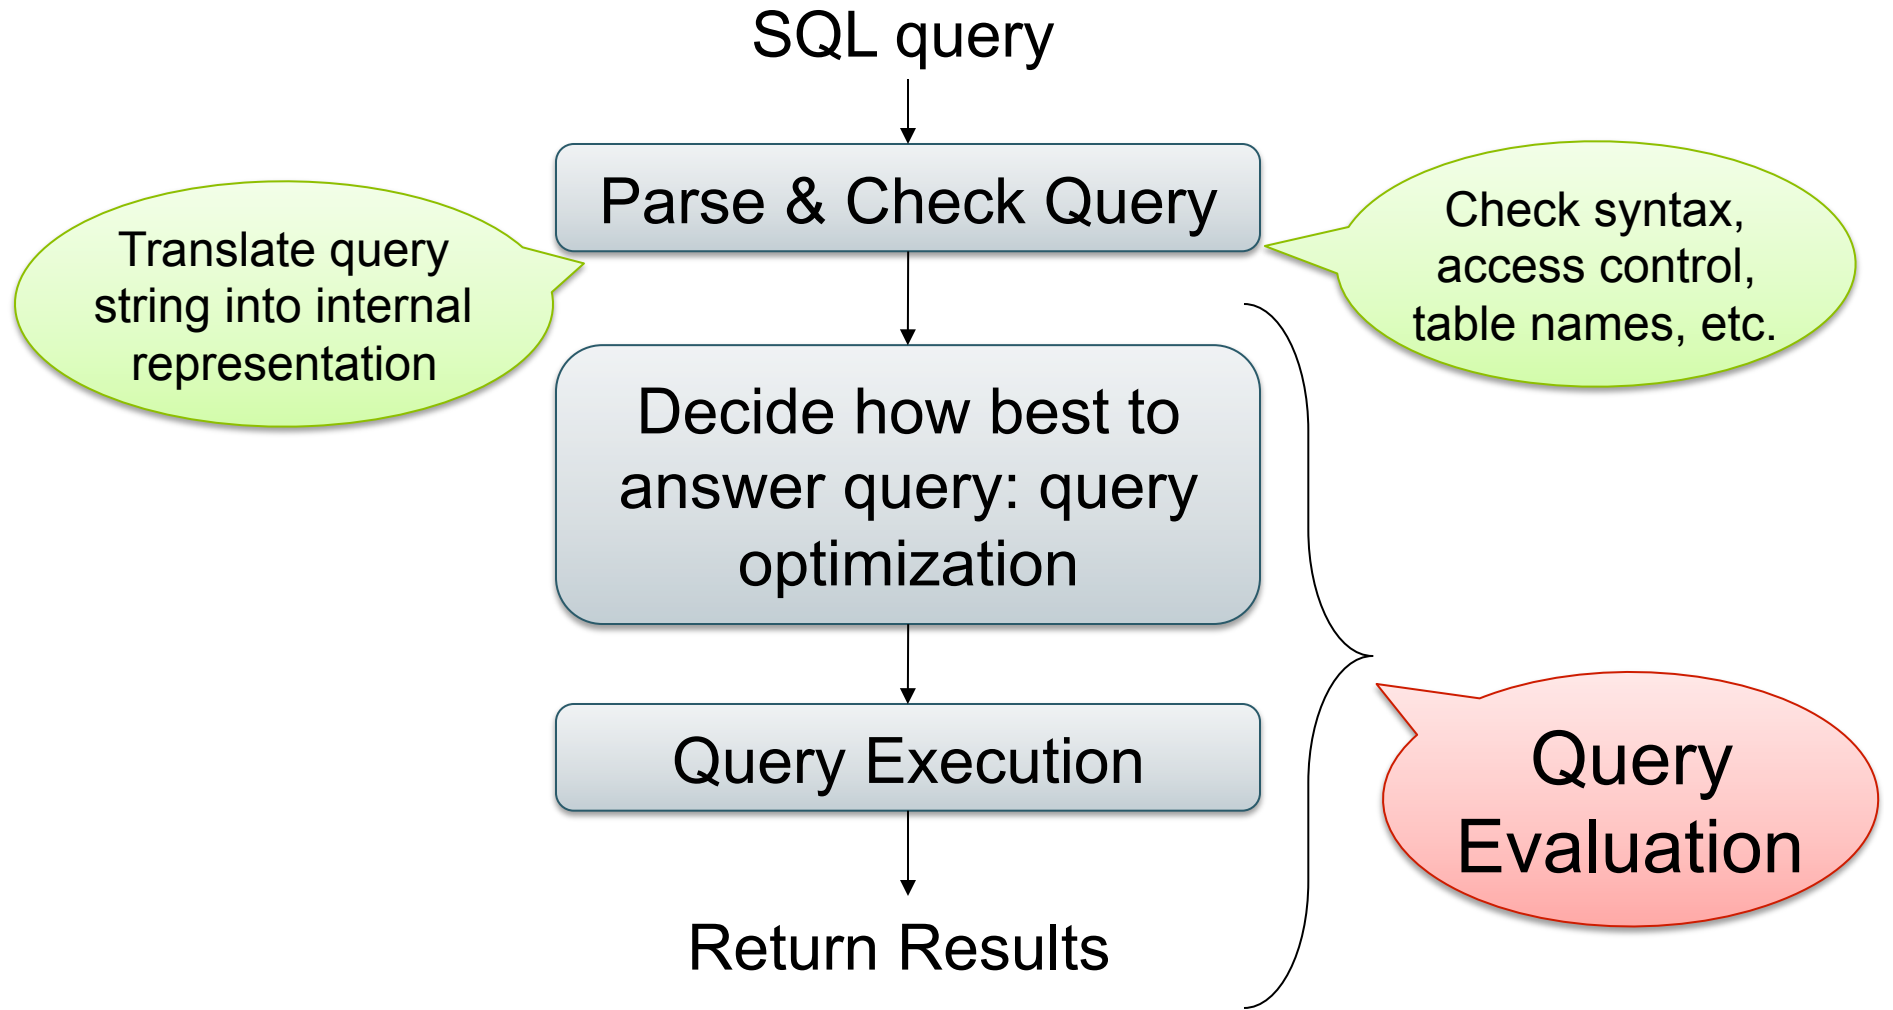 SQL query
Parse & Check Query
Translate query
string into internal
representation
Check syntax,
access control,
table names, etc.
Decide how best to
answer query: query
optimization
Query Execution
Query
Evaluation
Return Results